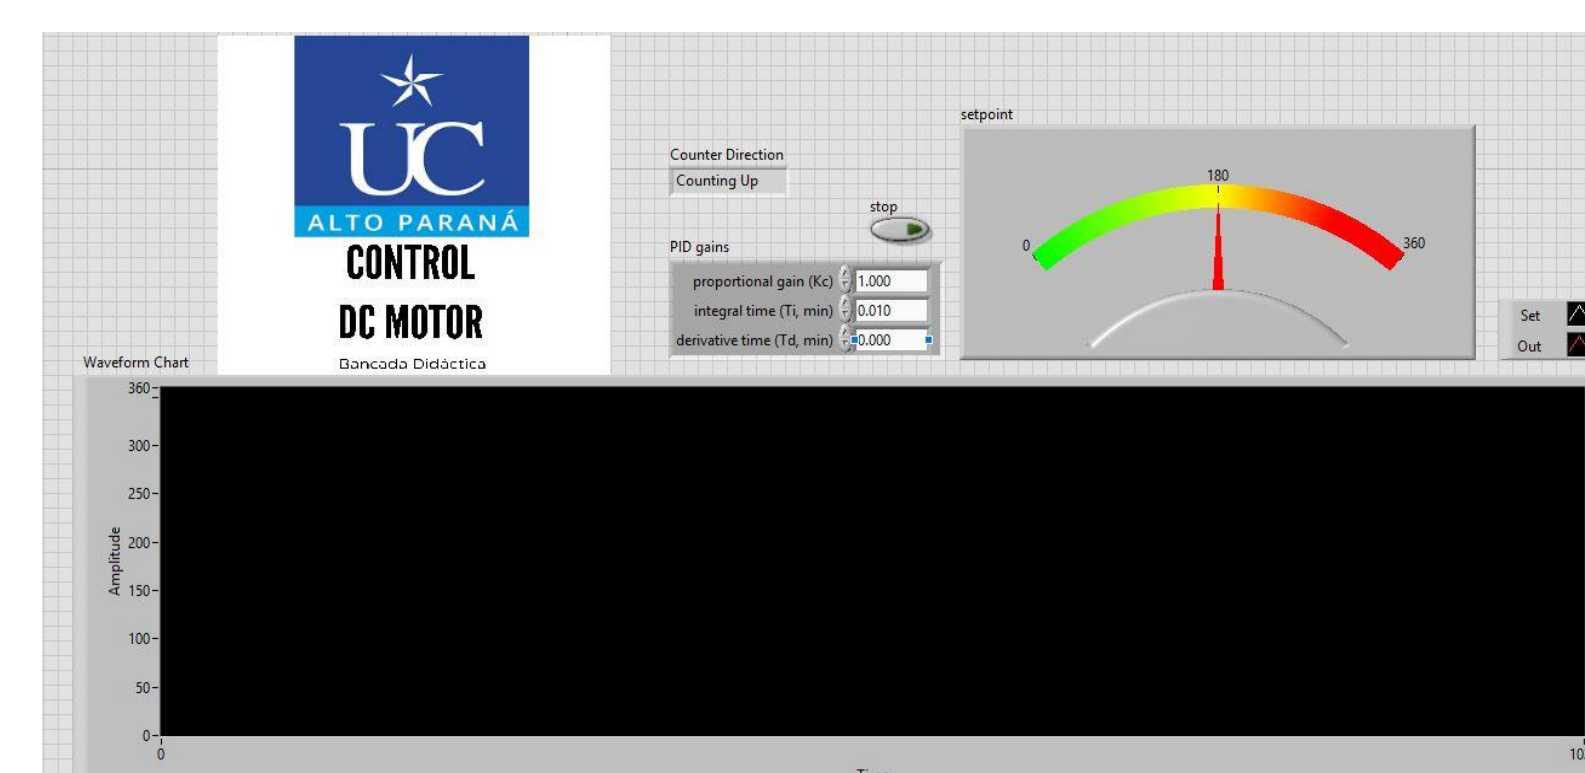 UC
ALTO PARANÁ
CONTROL
DC MOTOR
Bancada Didáctica
Counter Direction
Counting Up
stop
PID gains
proportional gain (Kc) 1.000
integral time (Ti, min) 0.010
derivative time (Td, min) 0.000
setpoint
0
180
360
Set
Out
Waveform Chart
Amplitude
360
300
250
200
150
100
50
0
0